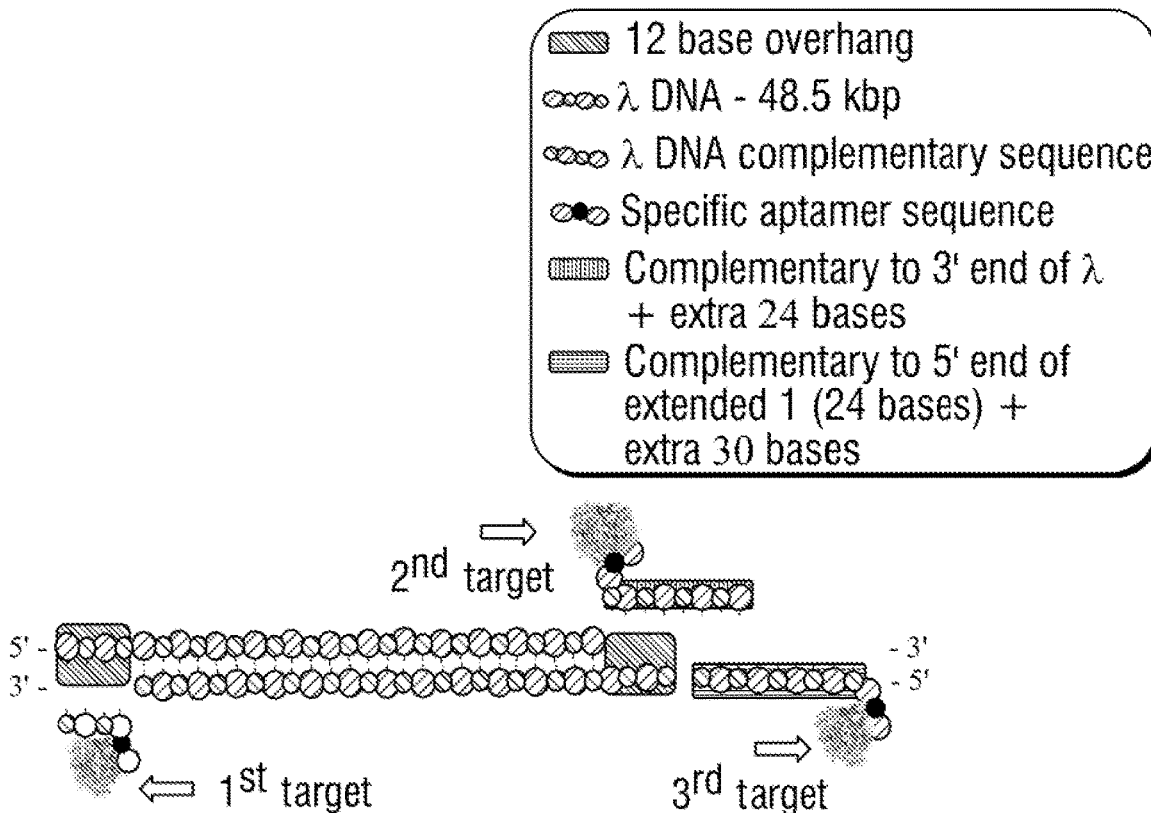 12 base overhang
λ DNA - 48.5 kbp
λ DNA complementary sequence
Specific aptamer sequence
Complementary to 3' end of λ
+ extra 24 bases
Complementary to 5' end of
extended 1 (24 bases) +
extra 30 bases
2nd target
5' -
- 3'
3' -
- 5'
1st target
3rd target